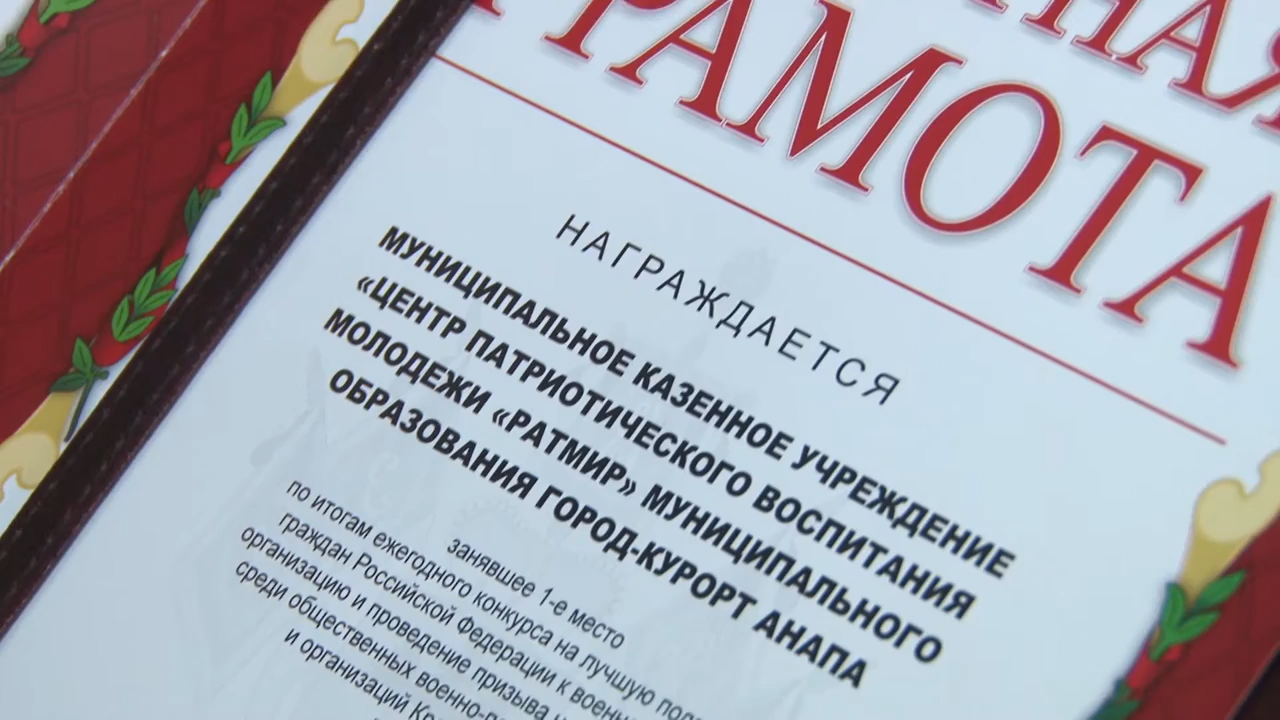 ГРАМОТА
НАГРАЖДАЕТСЯ
МУНИЦИПАЛЬНОЕ КАЗЕННОЕ УЧРЕЖДЕНИЕ
«ЦЕНТР ПАТРИОТИЧЕСКОГО ВОСПИТАНИЯ
МОЛОДЕЖИ «РАТМИР» МУНИЦИПАЛЬНОГО
ОБРАЗОВАНИЯ ГОРОД-КУРОРТ АНАПА
занявшее 1-е место
по итогам ежегодного конкурса на лучшую
граждан Российской Федерации к
организацию и проведение призыва
среди общественных
и организаций